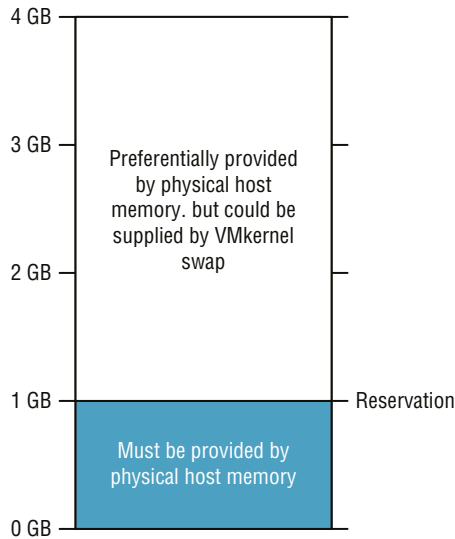 4 GB
3 GB
Preferentially provided
by physical host
memory. but could be
supplied by VMkernel
swap
2 GB
1 GB
Reservation
Must be provided by
physical host memory
0 GB